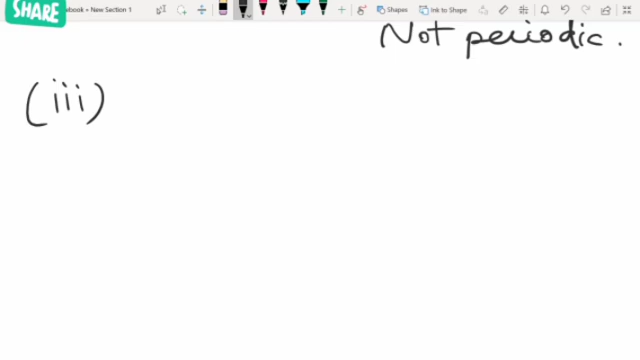 SHARE
ebook » New Section 1
Shapes
Ink to Shape
Not periodic.
(iii)